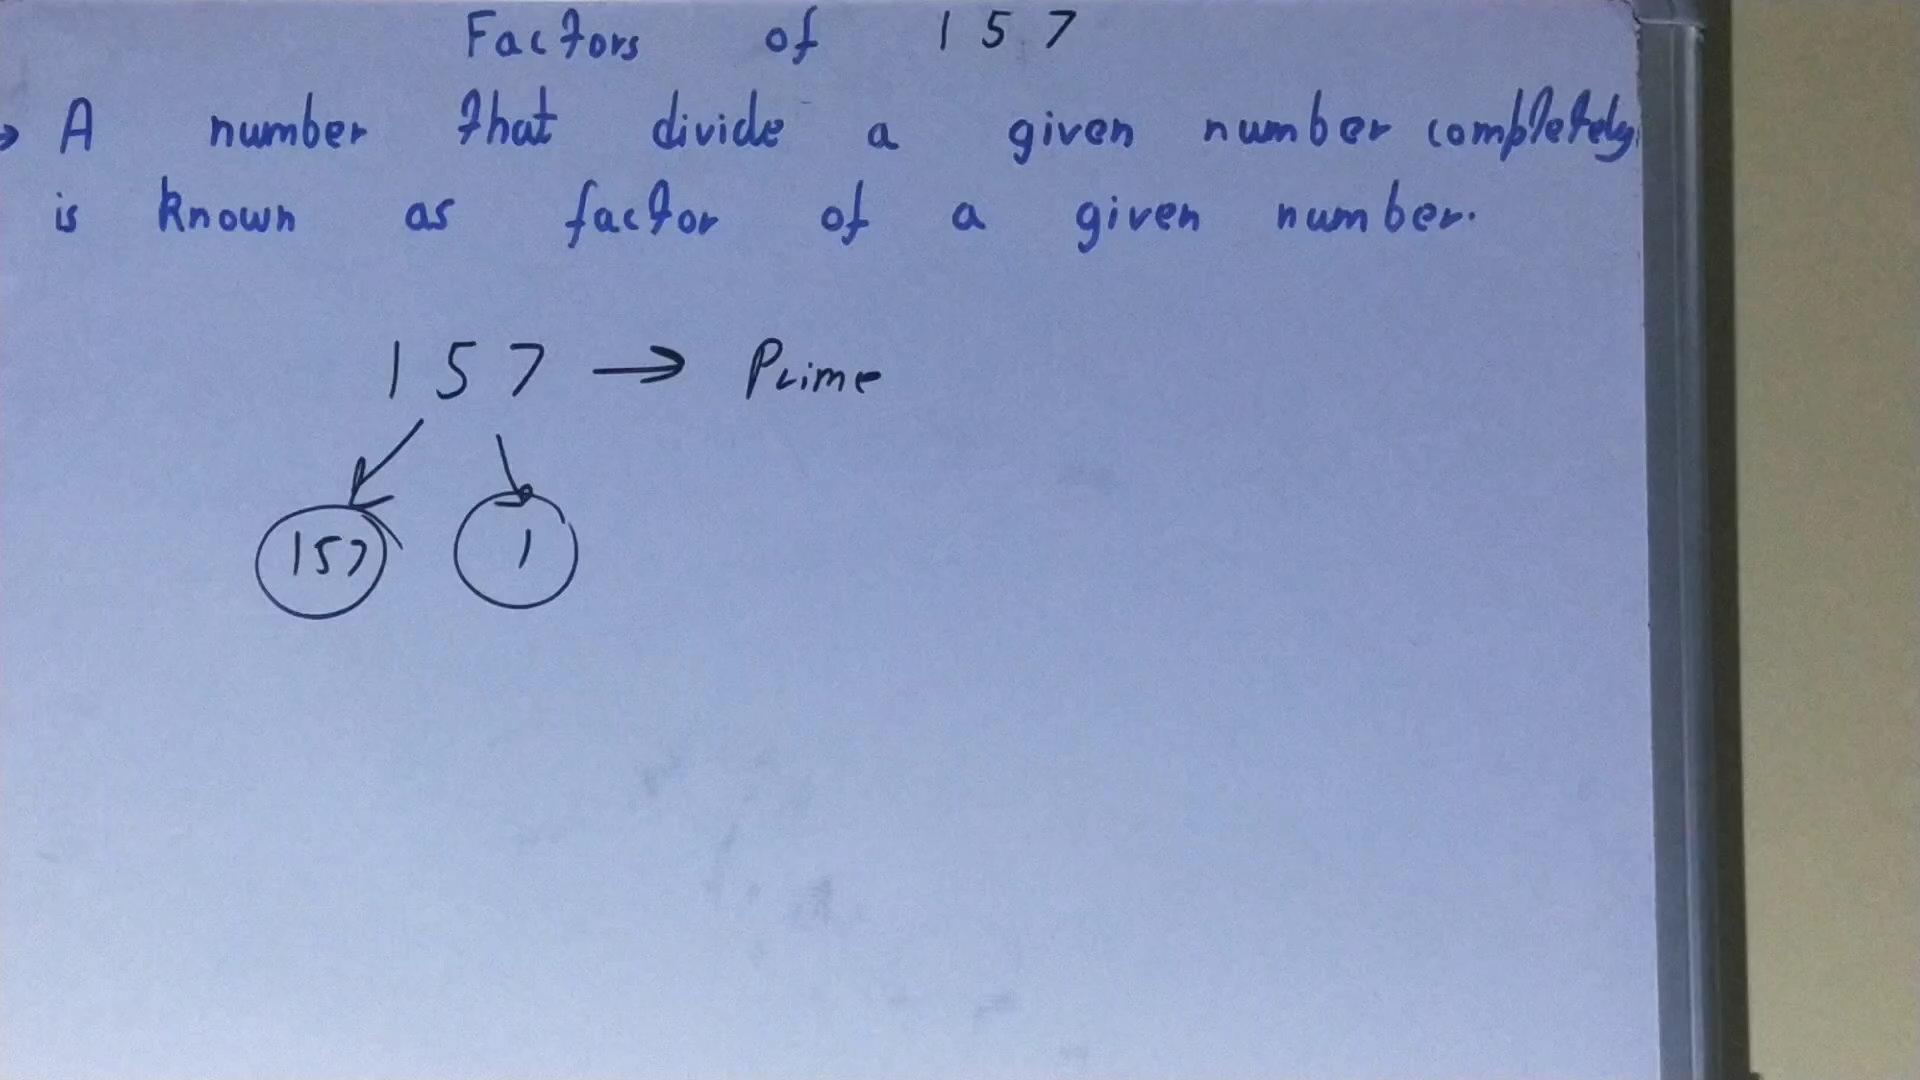 Factors of 157
→ A number that divide a given number completely
is known as factor of a given number.
157 → Prime
157 1